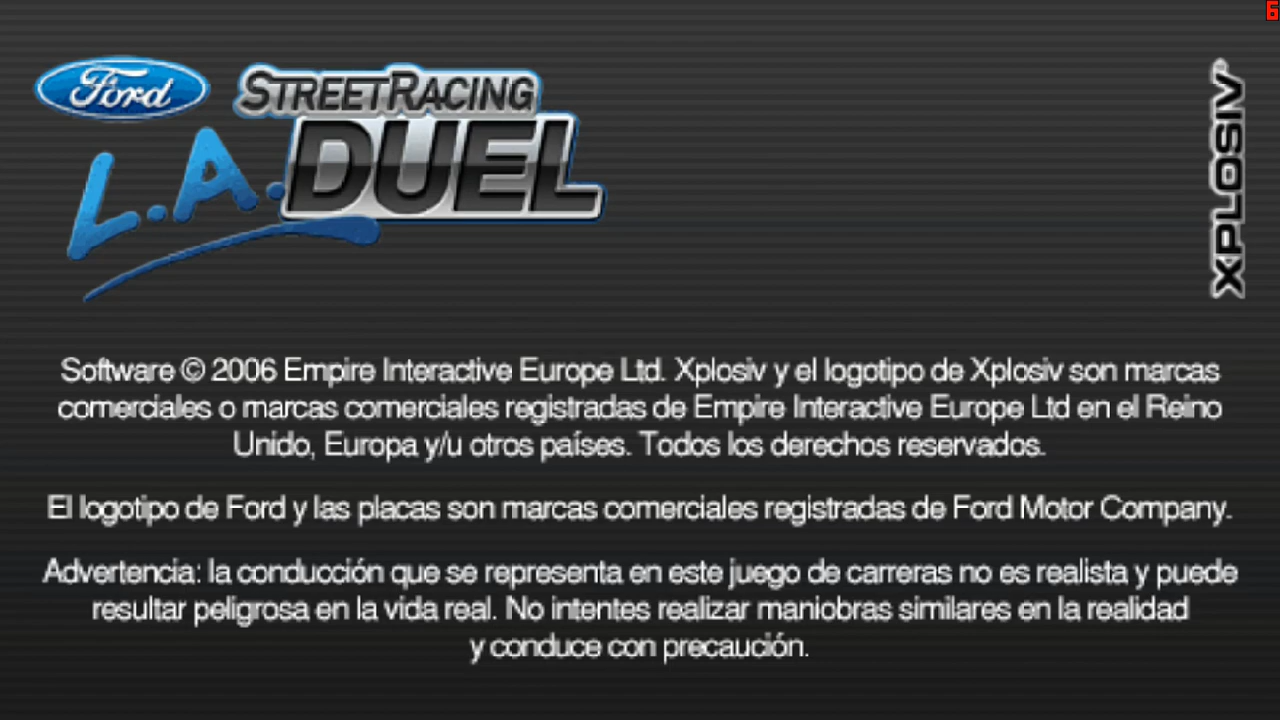 6
Ford
STREET RACING
L.A. DUEL
XPLOSIV
Software © 2006 Empire Interactive Europe Ltd. Xplosiv y el logotipo de Xplosiv son marcas
comerciales o marcas comerciales registradas de Empire Interactive Europe Ltd en el Reino
Unido, Europa y/u otros países. Todos los derechos reservados.
El logotipo de Ford y las placas son marcas comerciales registradas de Ford Motor Company.
Advertencia: la conducción que se representa en este juego de carreras no es realista y puede
resultar peligrosa en la vida real. No intentes realizar maniobras similares en la realidad
y conduce con precaución.